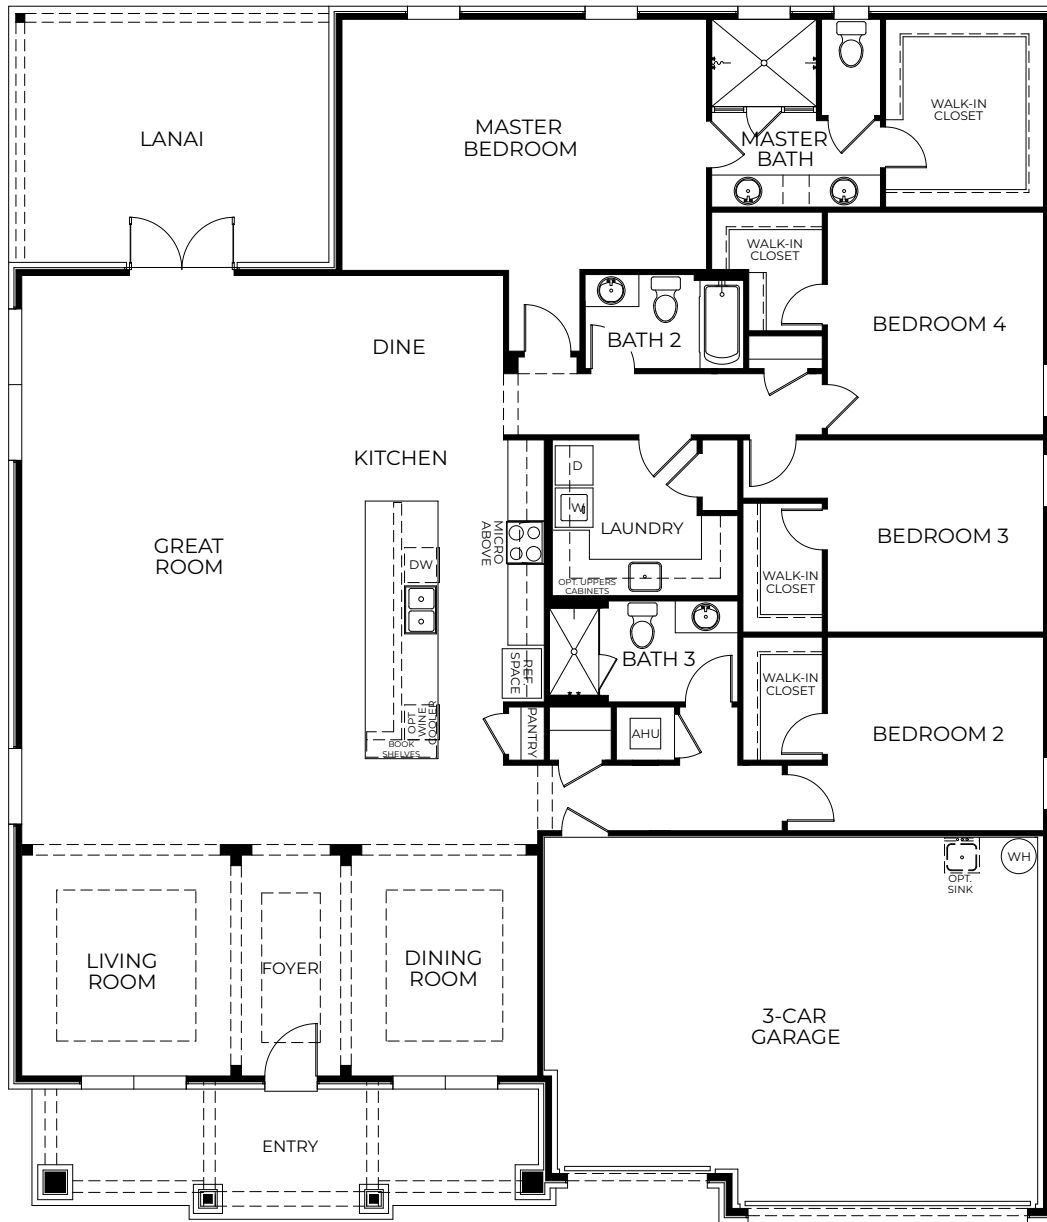 LANAI
MASTER
BEDROOM
MASTER
BATH
WALK-IN
CLOSET
WALK-IN
CLOSET
BEDROOM 4
BATH 2
DINE
KITCHEN
GREAT
ROOM
MICRO
ABOVE
DW
D
W
LAUNDRY
OPT. UPPERS
CABINETS
BEDROOM 3
WALK-IN
CLOSET
REF.
SPACE
BATH 3
WALK-IN
CLOSET
BEDROOM 2
OPT
WINE
COOLER
BOOK
SHELVES
PANTRY
AHU
OPT.
SINK
WH
LIVING
ROOM
FOYER
DINING
ROOM
3-CAR
GARAGE
ENTRY